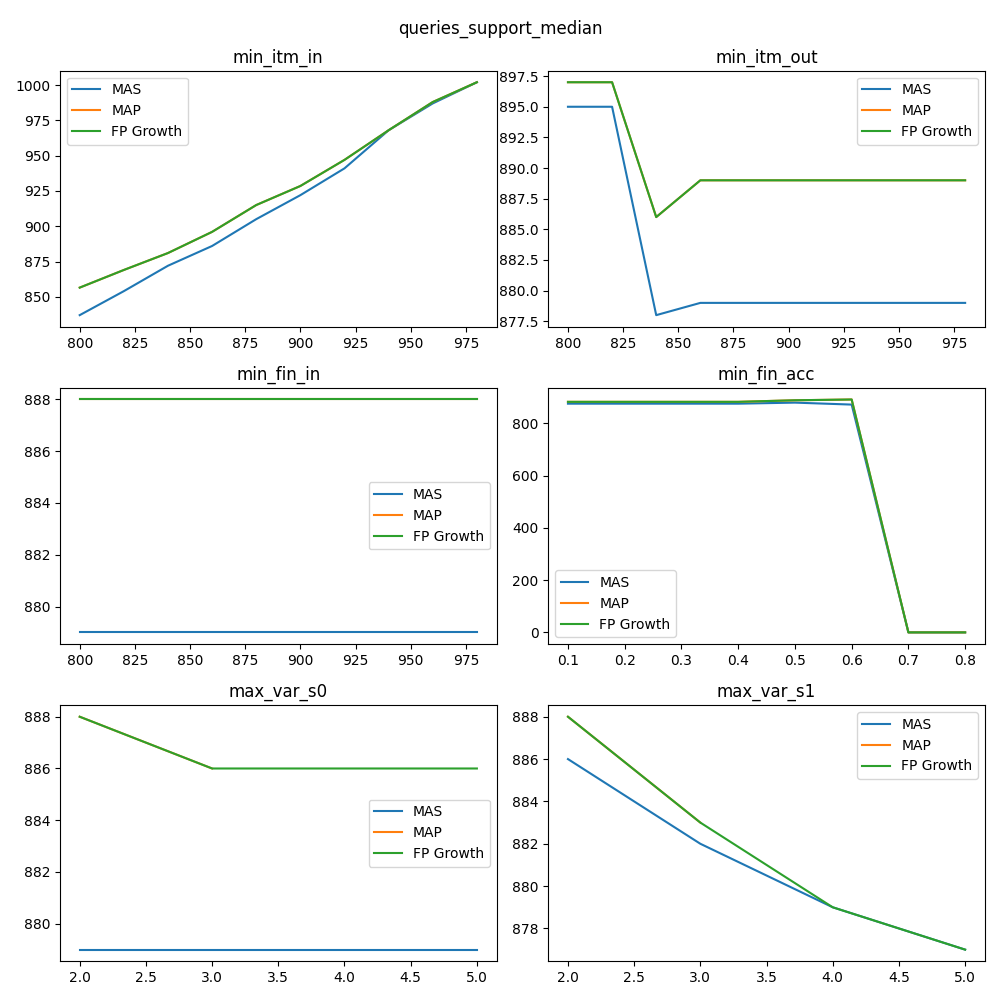 queries_support_median
min_itm_in
1000
975
950
925
900
875
850
800 825 850 875 900 925 950 975
MAS
MAP
FP Growth
min_itm_out
897.5
895.0
892.5
890.0
887.5
885.0
882.5
880.0
877.5
800 825 850 875 900 925 950 975
MAS
MAP
FP Growth
min_fin_in
888
886
884
882
880
800 825 850 875 900 925 950 975
MAS
MAP
FP Growth
min_fin_acc
800
600
400
200
0
0.1 0.2 0.3 0.4 0.5 0.6 0.7 0.8
MAS
MAP
FP Growth
max_var_s0
888
886
884
882
880
2.0 2.5 3.0 3.5 4.0 4.5 5.0
MAS
MAP
FP Growth
max_var_s1
888
886
884
882
880
878
2.0 2.5 3.0 3.5 4.0 4.5 5.0
MAS
MAP
FP Growth